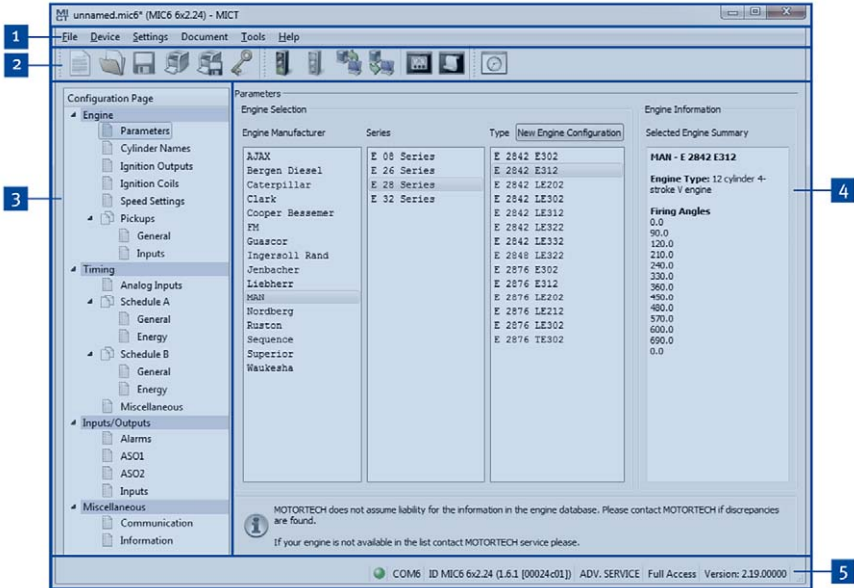 unnamed.mic6* (MIC6 6x2.24) - MICT
1
File Device Settings Document Tools Help
2
3
Configuration Page
Engine
Parameters
Cylinder Names
Ignition Outputs
Ignition Coils
Speed Settings
Pickups
General
Inputs
Timing
Analog Inputs
Schedule A
General
Energy
Schedule B
General
Energy
Miscellaneous
Inputs/Outputs
Alarms
ASO1
ASO2
Inputs
Miscellaneous
Communication
Information
Parameters
Engine Selection
Engine Manufacturer
AJAX
Bergen Diesel
Caterpillar
Clark
Cooper Bessemer
FM
Guascor
Ingersoll Rand
Jenbacher
Liebherr
MAN
Nordberg
Ruston
Sequence
Superior
Waukesha
Series
E 08 Series
E 26 Series
E 28 Series
E 32 Series
Type New Engine Configuration
E 2842 E302
E 2842 E312
E 2842 LE202
E 2842 LE302
E 2842 LE312
E 2842 LE322
E 2842 LE332
E 2848 LE322
E 2876 E302
E 2876 E312
E 2876 LE202
E 2876 LE212
E 2876 LE302
E 2876 TE302
Engine Information
Selected Engine Summary
MAN - E 2842 E312
Engine Type: 12 cylinder 4-
stroke V engine
Firing Angles
0.0
90.0
120.0
210.0
240.0
330.0
360.0
450.0
480.0
570.0
600.0
690.0
0.0
4
MOTORTECH does not assume liability for the information in the engine database. Please contact MOTORTECH if discrepancies
are found.
If your engine is not available in the list contact MOTORTECH service please.
COM6 ID MIC6 6x2.24 (1.6.1 [00024c01]) ADV. SERVICE Full Access Version: 2.19.00000
5